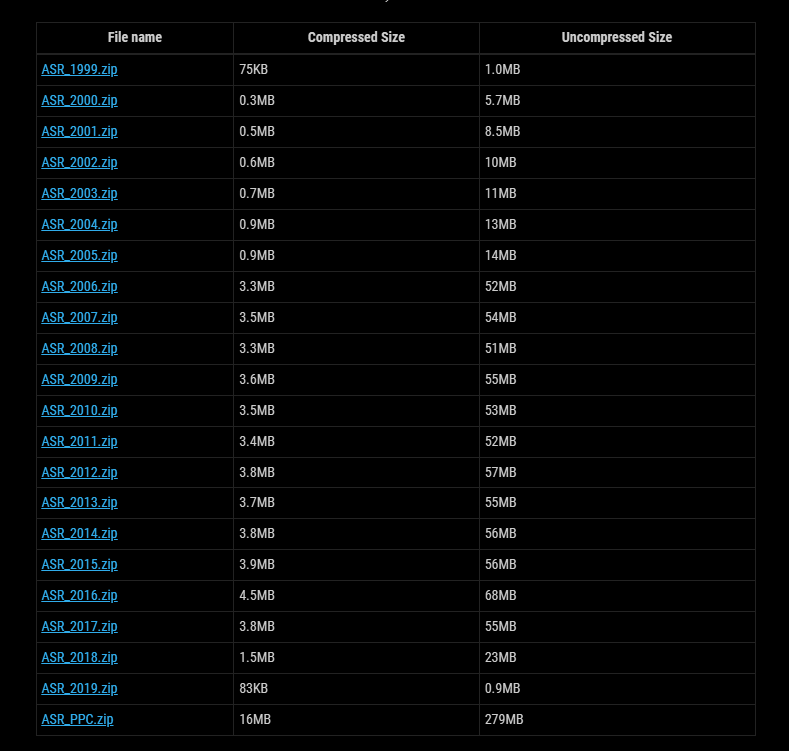 File name Compressed Size Uncompressed Size
ASR_1999.zip 75KB 1.0MB
ASR_2000.zip 0.3MB 5.7MB
ASR_2001.zip 0.5MB 8.5MB
ASR_2002.zip 0.6MB 10MB
ASR_2003.zip 0.7MB 11MB
ASR_2004.zip 0.9MB 13MB
ASR_2005.zip 0.9MB 14MB
ASR_2006.zip 3.3MB 52MB
ASR_2007.zip 3.5MB 54MB
ASR_2008.zip 3.3MB 51MB
ASR_2009.zip 3.6MB 55MB
ASR_2010.zip 3.5MB 53MB
ASR_2011.zip 3.4MB 52MB
ASR_2012.zip 3.8MB 57MB
ASR_2013.zip 3.7MB 55MB
ASR_2014.zip 3.8MB 56MB
ASR_2015.zip 3.9MB 56MB
ASR_2016.zip 4.5MB 68MB
ASR_2017.zip 3.8MB 55MB
ASR_2018.zip 1.5MB 23MB
ASR_2019.zip 83KB 0.9MB
ASR_PPC.zip 16MB 279MB